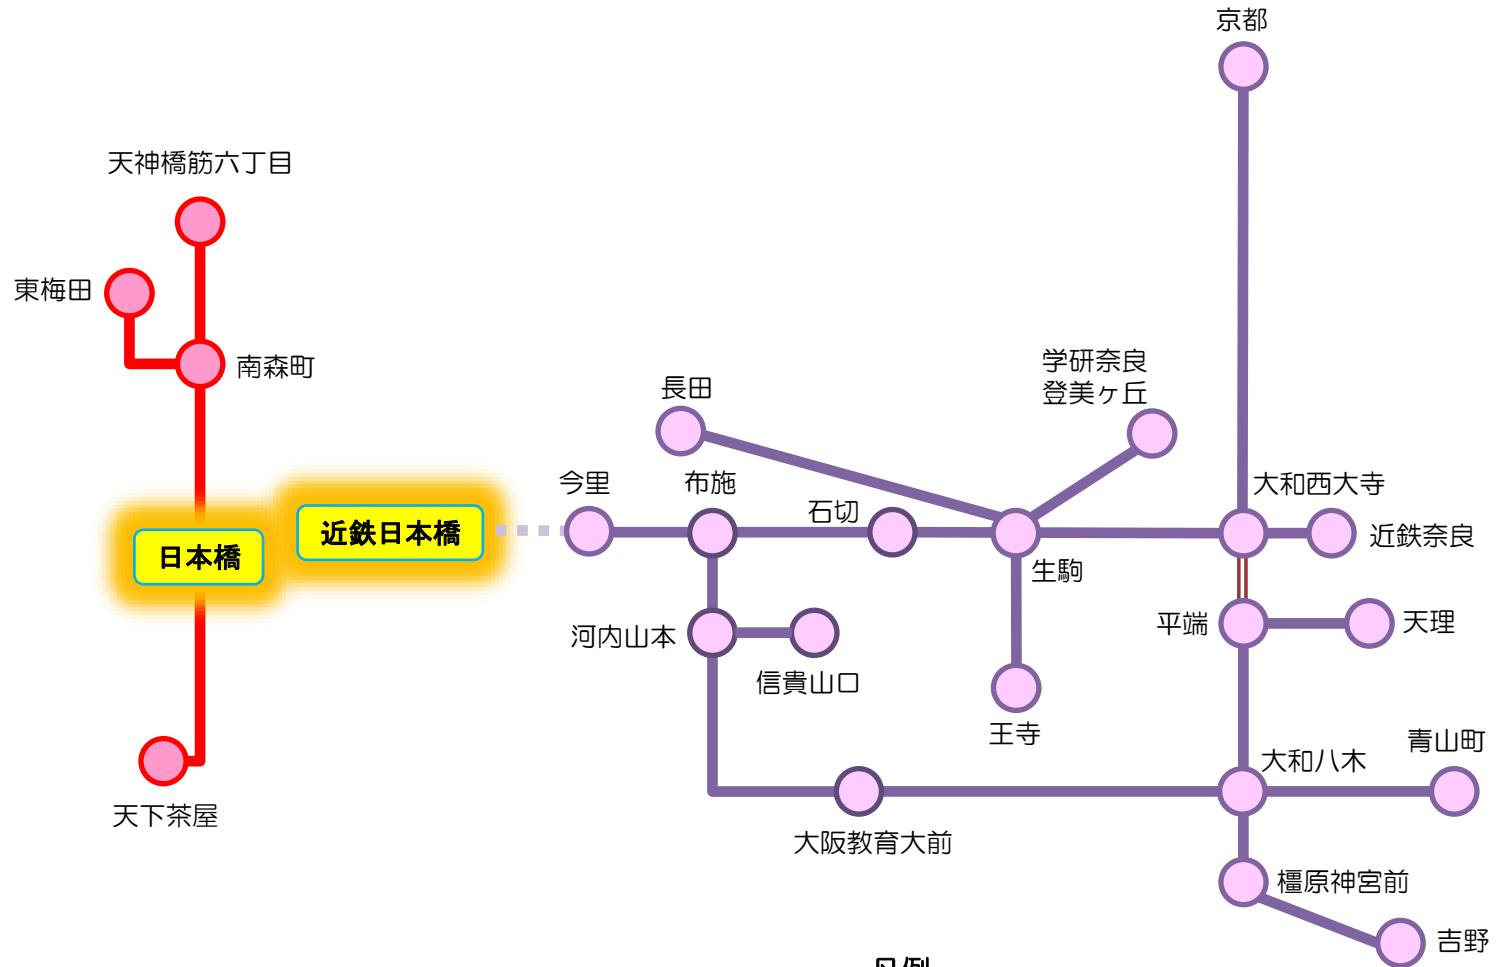 京都
天神橋筋六丁目
東梅田
南森町
学研奈良
登美ヶ丘
長田
今里
布施
石切
大和西大寺
近鉄日本橋
日本橋
近鉄奈良
生駒
河内山本
信貴山口
平端
天理
王寺
大和八木
青山町
天下茶屋
大阪教育大前
橿原神宮前
吉野
凡例